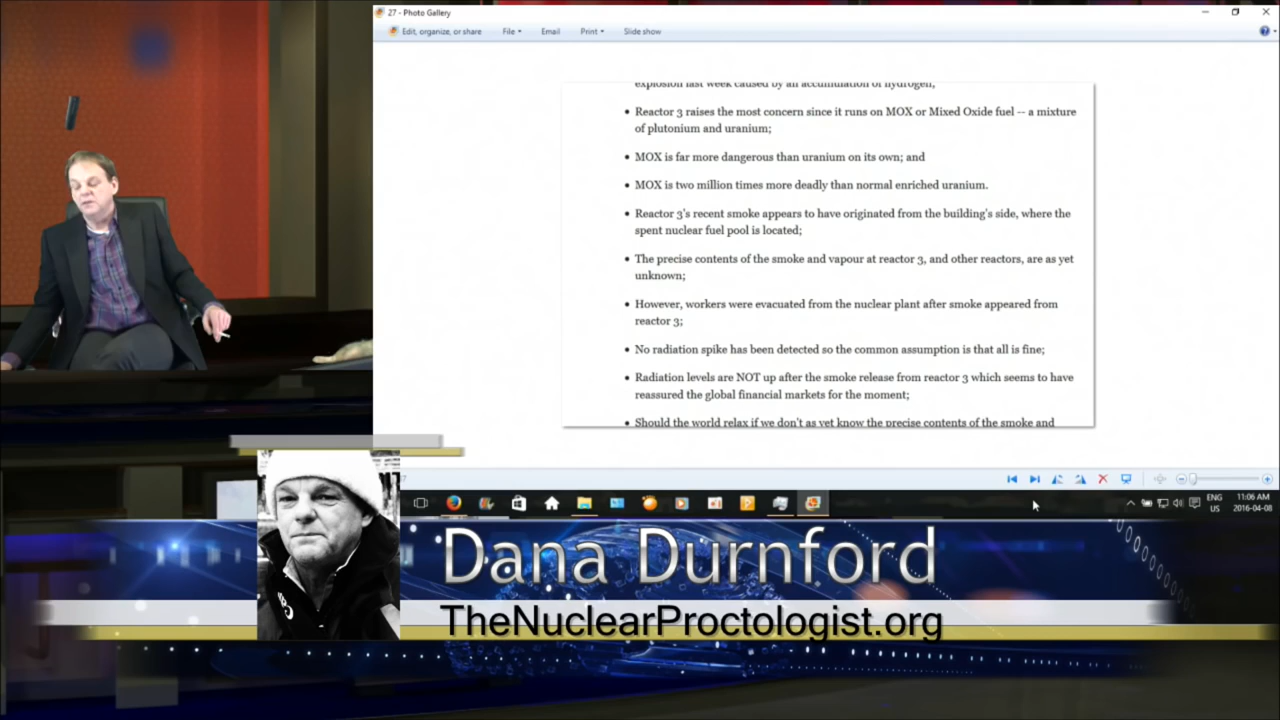 27 - Photo Gallery
Edit, organize, or share File Email Print Slide show
explosion last week caused by an accumulation of hydrogen;
• Reactor 3 raises the most concern since it runs on MOX or Mixed Oxide fuel -- a mixture
of plutonium and uranium;
• MOX is far more dangerous than uranium on its own; and
• MOX is two million times more deadly than normal enriched uranium.
• Reactor 3's recent smoke appears to have originated from the building's side, where the
spent nuclear fuel pool is located;
• The precise contents of the smoke and vapour at reactor 3, and other reactors, are as yet
unknown;
• However, workers were evacuated from the nuclear plant after smoke appeared from
reactor 3;
• No radiation spike has been detected so the common assumption is that all is fine;
• Radiation levels are NOT up after the smoke release from reactor 3 which seems to have
reassured the global financial markets for the moment;
• Should the world relax if we don't as yet know the precise contents of the smoke and
ENG 11:06 AM
US 2016-04-08
Dana Durnford
TheNuclearProctologist.org